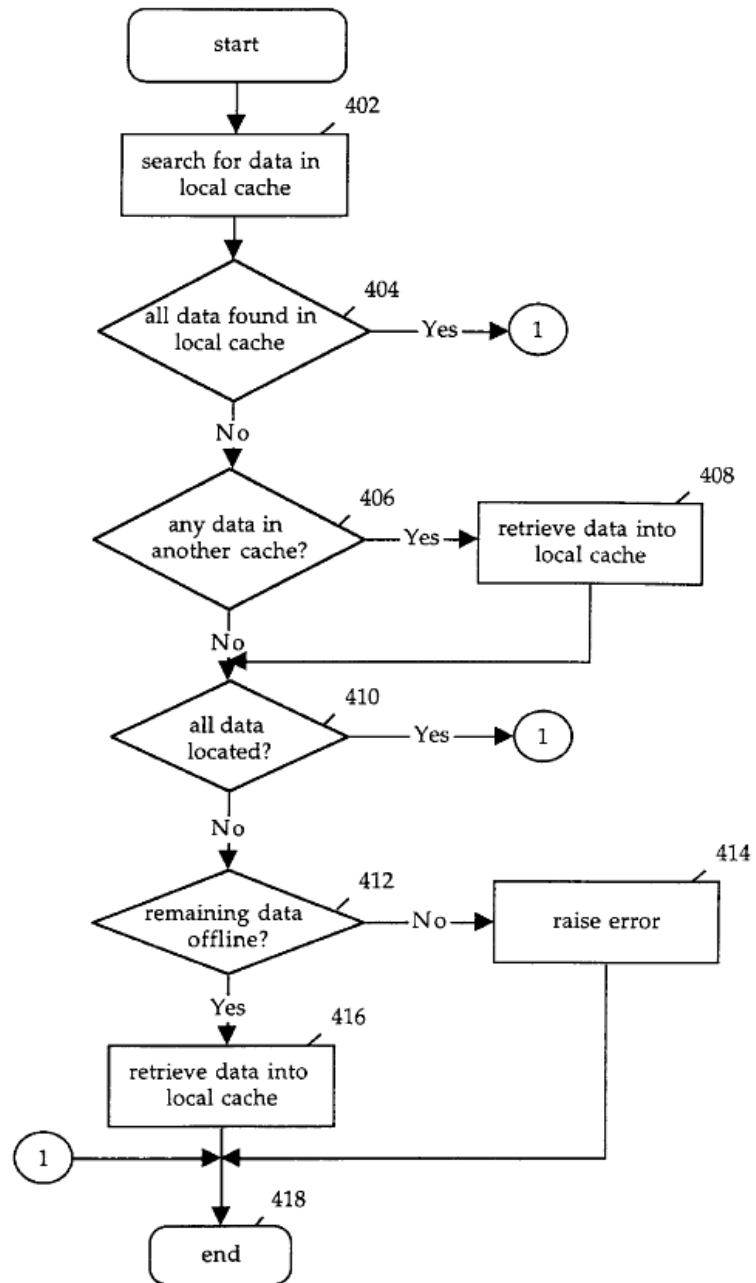 start
402
search for data in
local cache
404
all data found in
local cache
Yes
1
No
406
any data in
another cache?
Yes
408
retrieve data into
local cache
No
410
all data
located?
Yes
1
No
412
remaining data
offline?
No
414
raise error
Yes
416
retrieve data into
local cache
1
418
end